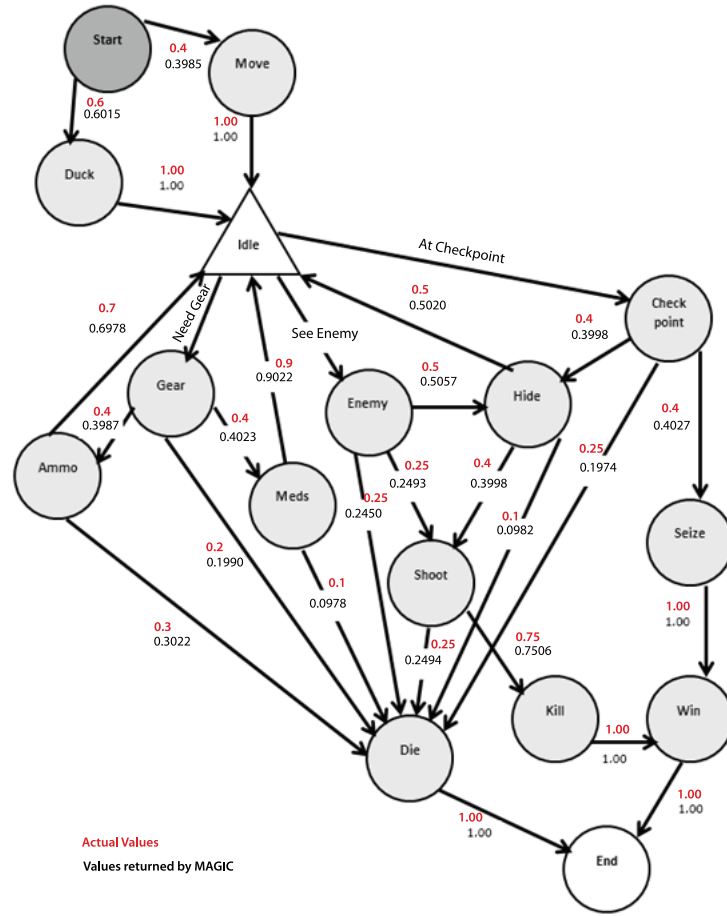 Start
0.4
0.3985
Move
0.6
0.6015
1.00
1.00
Duck
1.00
1.00
Idle
At Checkpoint
Need Gear
See Enemy
0.7
0.6978
0.5
0.5020
Check
point
0.4
0.3998
0.9
0.9022
Gear
0.5
0.5057
Enemy
Hide
0.4
0.3987
0.4
0.4023
0.4
0.4027
Ammo
Meds
0.25
0.2493
0.4
0.3998
0.25
0.1974
0.25
0.2450
0.1
0.0982
Seize
0.2
0.1990
Shoot
0.1
0.0978
1.00
1.00
0.3
0.3022
0.25
0.2494
0.75
0.7506
Kill
Win
1.00
1.00
Die
1.00
1.00
1.00
1.00
End
Actual Values
Values returned by MAGIC